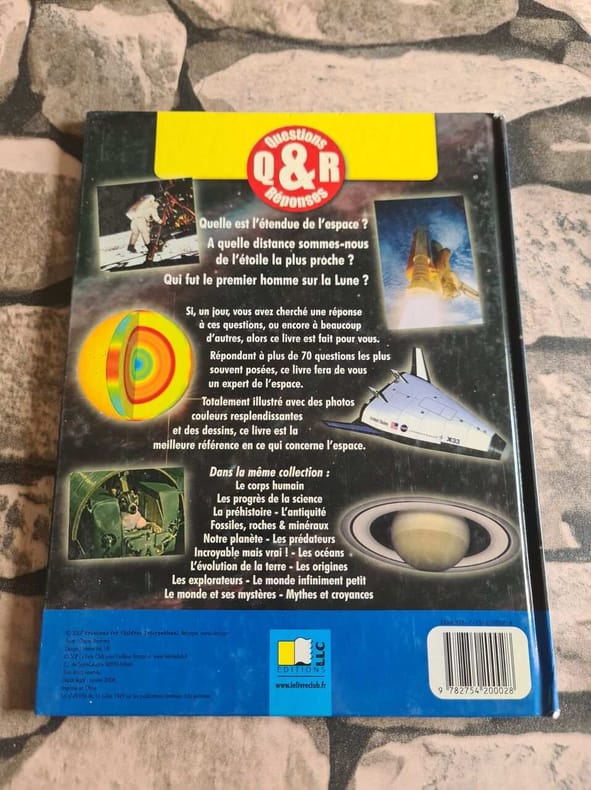 Questions
Q & R
Réponses
Quelle est l'étendue de l'espace ?
A quelle distance sommes-nous
de l'étoile la plus proche ?
Qui fut le premier homme sur la Lune ?
Si, un jour, vous avez cherché une réponse
à ces questions, ou encore à beaucoup
d'autres, alors ce livre est fait pour vous.
Répondant à plus de 70 questions les plus
souvent posées, ce livre fera de vous
un expert de l'espace.
Totalement illustré avec des photos
couleurs resplendissantes
et des dessins, ce livre est la
meilleure référence en ce qui concerne l'espace.
X33
Dans la même collection :
Le corps humain
Les progrès de la science
La préhistoire - L'antiquité
Fossiles, roches & minéraux
Notre planète - Les prédateurs
Incroyable mais vrai ! - Les océans
L'évolution de la terre - Les origines
Les explorateurs - Le monde infiniment petit
Le monde et ses mystères - Mythes et croyances
© 2007 Creations for Children International
EDITIONS LLC
www.lelivreclub.fr
9 782754 200028